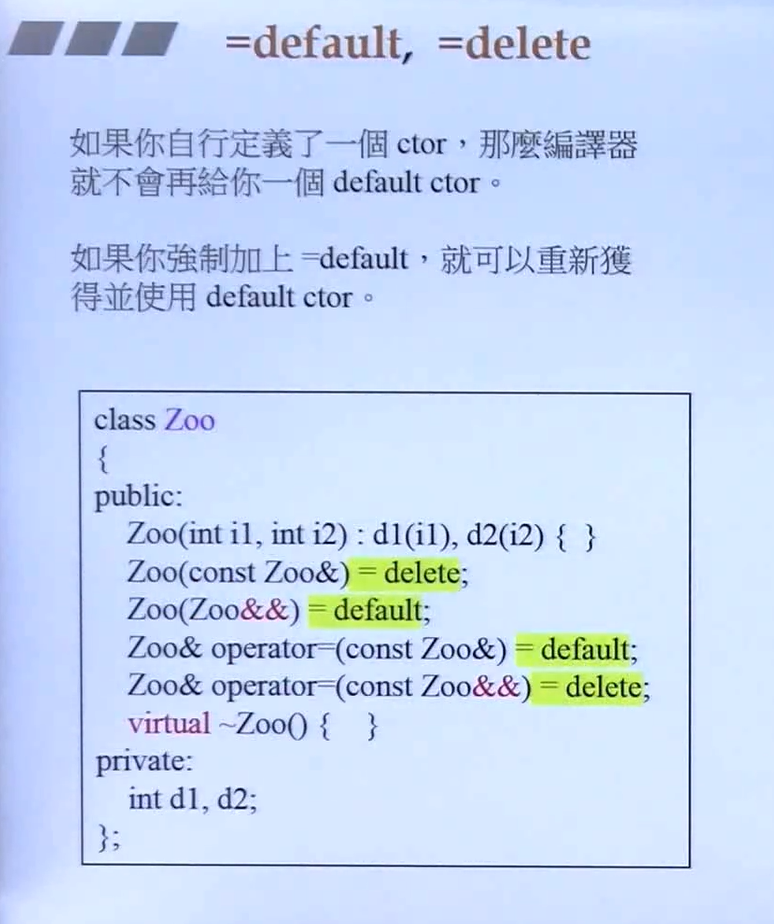 =default, =delete
如果你自行定義了一個 ctor，那麼編譯器
就不會再給你一個 default ctor。
如果你強制加上 =default，就可以重新獲
得並使用 default ctor。
class Zoo
{
public:
Zoo(int i1, int i2) : d1(i1), d2(i2) { }
Zoo(const Zoo&) = delete;
Zoo(Zoo&&) = default;
Zoo& operator=(const Zoo&) = default;
Zoo& operator=(const Zoo&&) = delete;
virtual ~Zoo() { }
private:
int d1, d2;
};